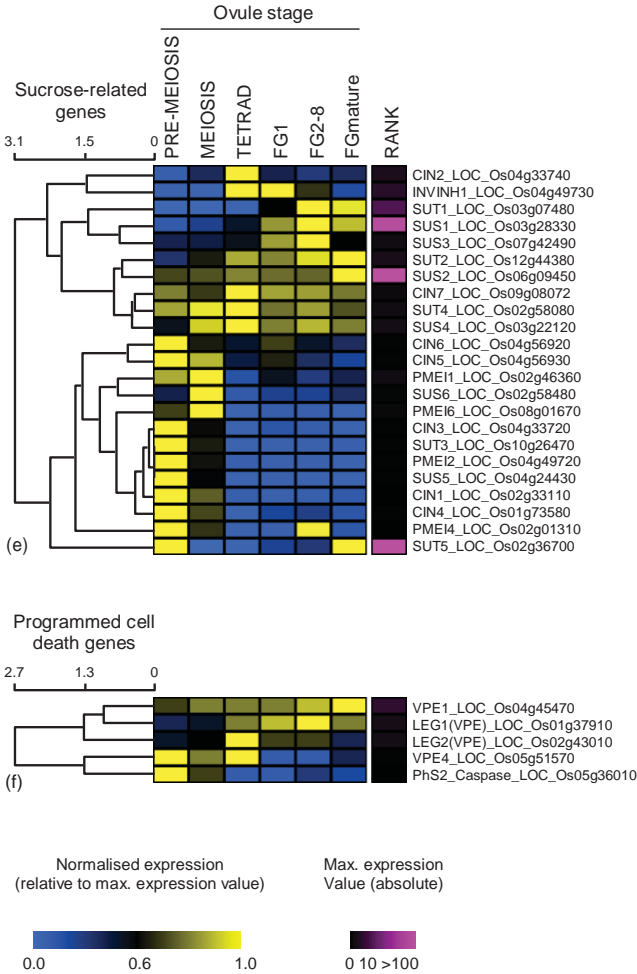 Ovule stage
Sucrose-related
genes
PRE-MEIOSIS
MEIOSIS
TETRAD
FG1
FG2-8
FGmature
RANK
3.1 1.5 0
CIN2_LOC_Os04g33740
INVINH1_LOC_Os04g49730
SUT1_LOC_Os03g07480
SUS1_LOC_Os03g28330
SUS3_LOC_Os07g42490
SUT2_LOC_Os12g44380
SUS2_LOC_Os06g09450
CIN7_LOC_Os09g08072
SUT4_LOC_Os02g58080
SUS4_LOC_Os03g22120
CIN6_LOC_Os04g56920
CIN5_LOC_Os04g56930
PMEI1_LOC_Os02g46360
SUS6_LOC_Os02g58480
PMEI6_LOC_Os08g01670
CIN3_LOC_Os04g33720
SUT3_LOC_Os10g26470
PMEI2_LOC_Os04g49720
SUS5_LOC_Os04g24430
CIN1_LOC_Os02g33110
CIN4_LOC_Os01g73580
PMEI4_LOC_Os02g01310
SUT5_LOC_Os02g36700
(e)
Programmed cell
death genes
2.7 1.3 0
VPE1_LOC_Os04g45470
LEG1(VPE)_LOC_Os01g37910
LEG2(VPE)_LOC_Os02g43010
VPE4_LOC_Os05g51570
PhS2_Caspase_LOC_Os05g36010
(f)
Normalised expression
(relative to max. expression value)
0.0 0.6 1.0
Max. expression
Value (absolute)
0 10 >100